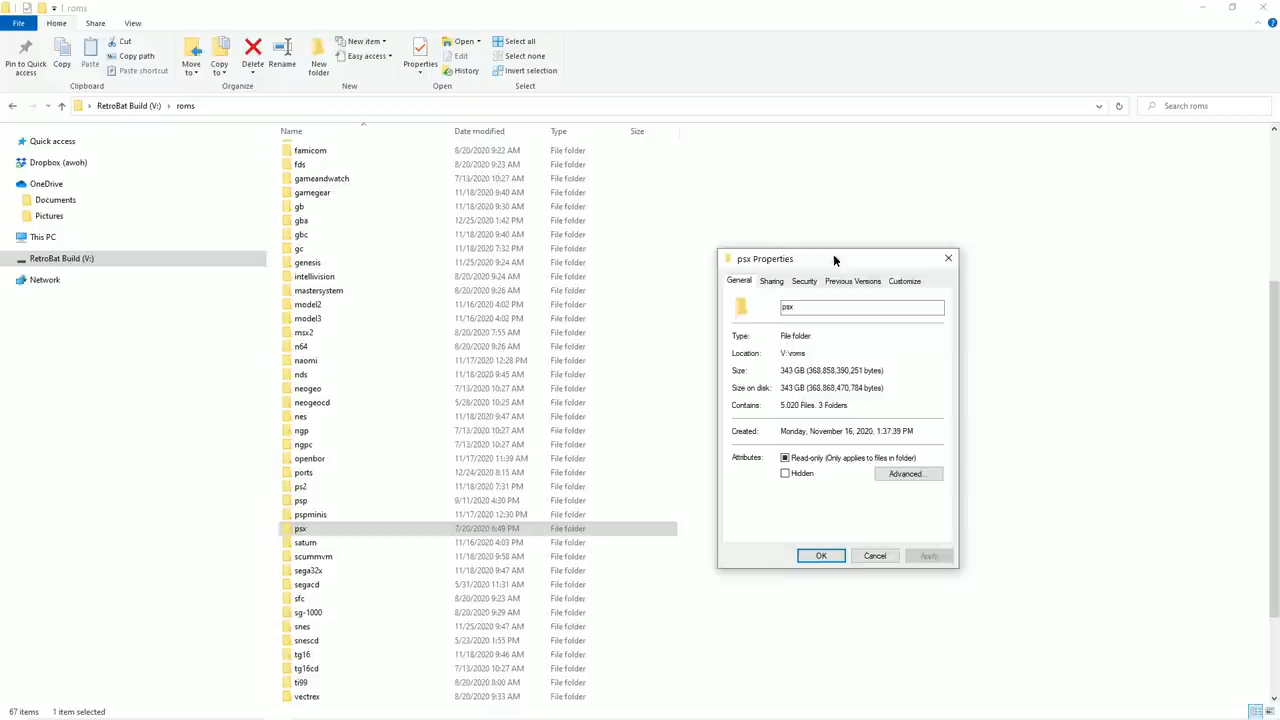 roms
File Home Share View
Pin to Quick access
Copy
Paste
Cut
Copy path
Paste shortcut
Clipboard
Move to
Copy to
Delete
Rename
Organize
New folder
New item
Easy access
New
Properties
Open
Edit
History
Open
Select all
Select none
Invert selection
Select
RetroBat Build (V:) > roms
Search roms
Quick access
Dropbox (awoh)
OneDrive
Documents
Pictures
This PC
RetroBat Build (V:)
Network
Name Date modified Type Size
famicom 8/20/2020 9:22 AM File folder
fds 8/20/2020 9:23 AM File folder
gameandwatch 7/13/2020 10:27 AM File folder
gamegear 11/18/2020 9:40 AM File folder
gb 11/18/2020 9:30 AM File folder
gba 12/25/2020 1:42 PM File folder
gbc 11/18/2020 9:40 AM File folder
gc 11/18/2020 7:32 PM File folder
genesis 11/25/2020 9:24 AM File folder
intellivision 8/20/2020 9:24 AM File folder
mastersystem 8/20/2020 9:26 AM File folder
model2 11/16/2020 4:02 PM File folder
model3 11/16/2020 4:02 PM File folder
msx2 8/20/2020 7:55 AM File folder
n64 8/20/2020 9:26 AM File folder
naomi 11/17/2020 12:28 PM File folder
nds 11/18/2020 9:45 AM File folder
neogeo 7/13/2020 10:27 AM File folder
neogeocd 5/28/2020 10:25 AM File folder
nes 11/18/2020 9:47 AM File folder
ngp 7/13/2020 10:27 AM File folder
ngpc 7/13/2020 10:27 AM File folder
openbor 11/17/2020 11:39 AM File folder
ports 12/24/2020 8:15 AM File folder
ps2 11/18/2020 7:31 PM File folder
psp 9/11/2020 4:30 PM File folder
pspminis 11/17/2020 12:30 PM File folder
psx 7/20/2020 6:49 PM File folder
saturn 11/16/2020 4:03 PM File folder
scummvm 11/18/2020 9:58 AM File folder
sega32x 11/18/2020 9:47 AM File folder
segacd 5/31/2020 11:31 AM File folder
sfc 8/20/2020 9:23 AM File folder
sg-1000 8/20/2020 9:29 AM File folder
snes 11/25/2020 9:47 AM File folder
snescd 5/23/2020 1:55 PM File folder
tg16 11/18/2020 9:46 AM File folder
tg16cd 7/13/2020 10:27 AM File folder
ti99 8/20/2020 8:00 AM File folder
vectrex 8/20/2020 9:33 AM File folder
67 items 1 item selected
psx Properties
General Sharing Security Previous Versions Customize
psx
Type: File folder
Location: V:\roms
Size: 343 GB (368,858,390,251 bytes)
Size on disk: 343 GB (368,868,470,784 bytes)
Contains: 5,020 Files, 3 Folders
Created: Monday, November 16, 2020, 1:37:39 PM
Attributes: Read-only (Only applies to files in folder)
Hidden Advanced...
OK Cancel Apply